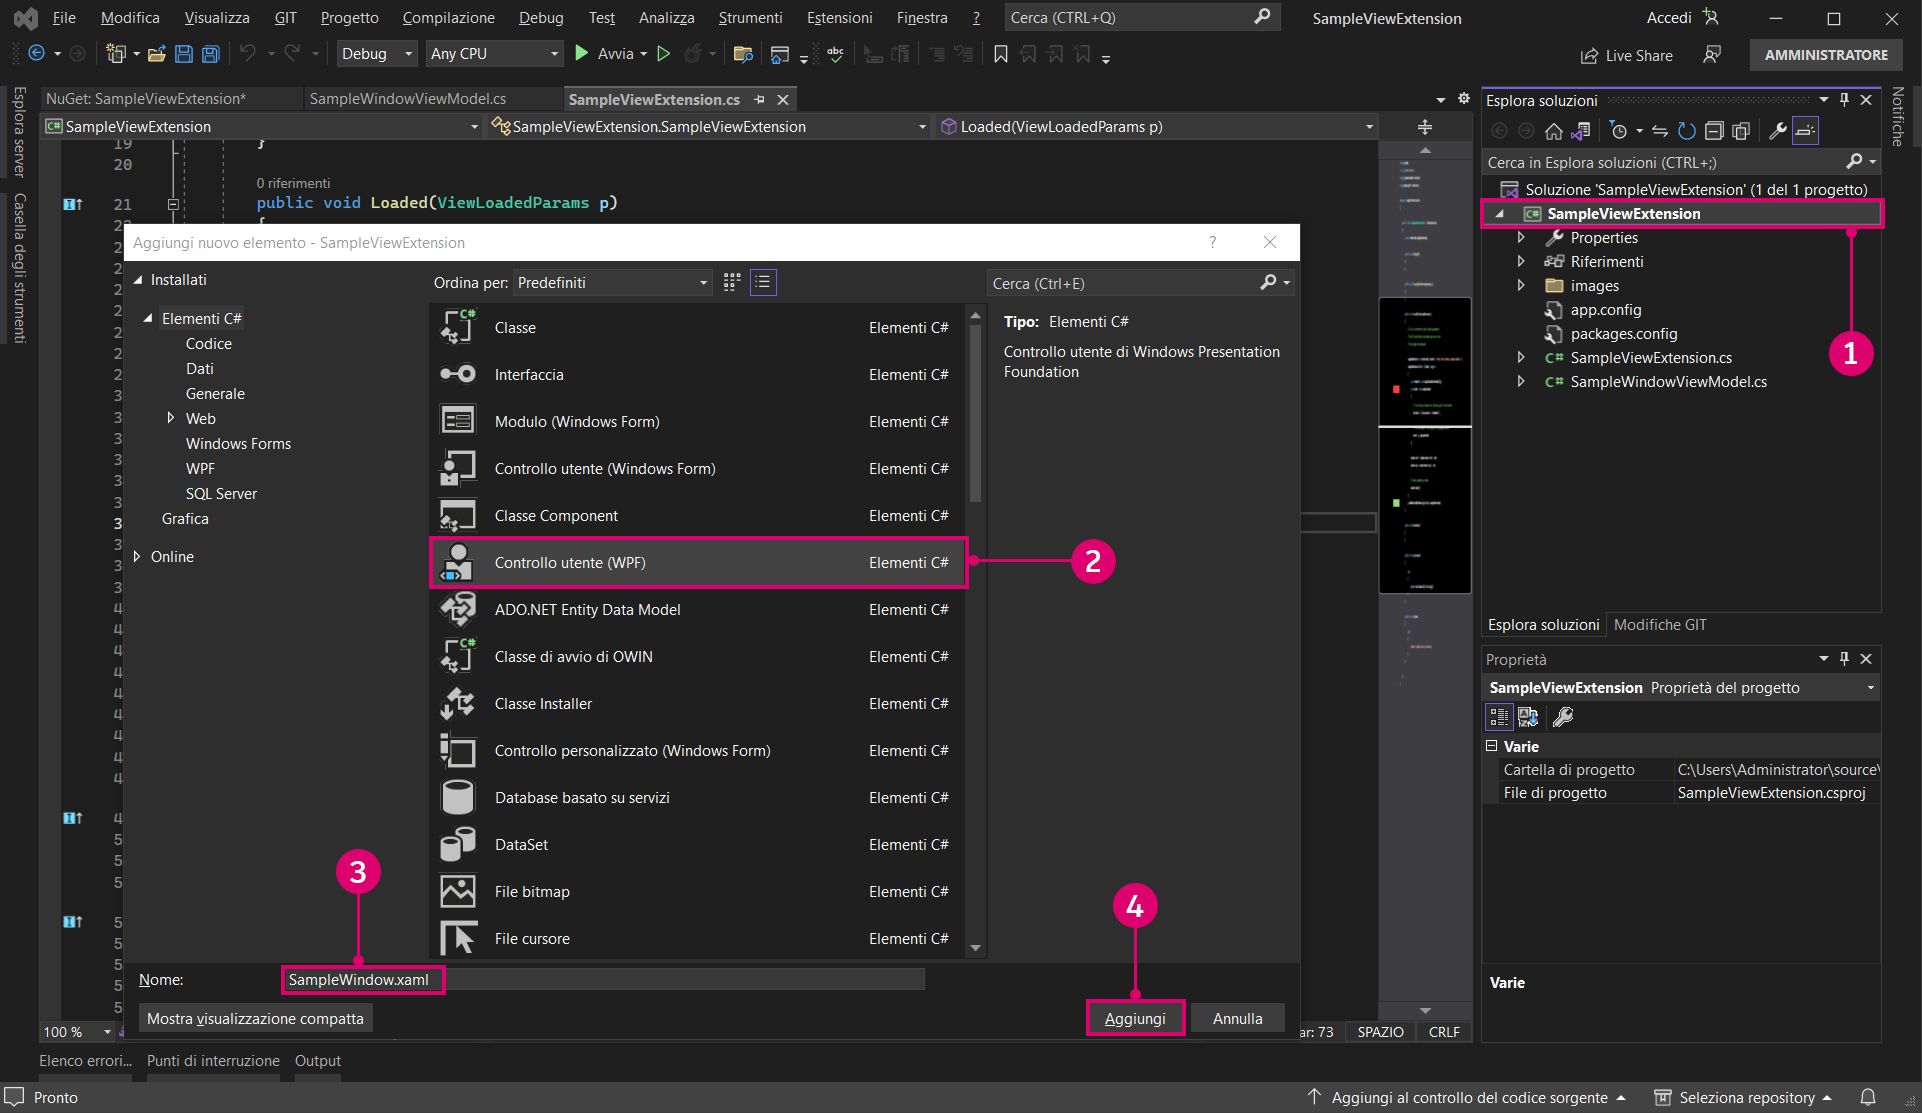 File Modifica Visualizza GIT Progetto Compilazione Debug Test Analizza Strumenti Estensioni Finestra ? Cerca (CTRL+Q) SampleViewExtension Accedi
Debug Any CPU Avvia abc Live Share AMMINISTRATORE
Esplora server
Casella degli strumenti
NuGet: SampleViewExtension* SampleWindowViewModel.cs SampleViewExtension.cs
C# SampleViewExtension SampleViewExtension.SampleViewExtension Loaded(ViewLoadedParams p)
19 }
20
0 riferimenti
21 public void Loaded(ViewLoadedParams p)
Aggiungi nuovo elemento - SampleViewExtension ?
Installati
Elementi C#
Codice
Dati
Generale
Web
Windows Forms
WPF
SQL Server
Grafica
Online
Ordina per: Predefiniti
Cerca (Ctrl+E)
Classe Elementi C#
Interfaccia Elementi C#
Modulo (Windows Form) Elementi C#
Controllo utente (Windows Form) Elementi C#
Classe Component Elementi C#
Controllo utente (WPF) Elementi C#
ADO.NET Entity Data Model Elementi C#
Classe di avvio di OWIN Elementi C#
Classe Installer Elementi C#
Controllo personalizzato (Windows Form) Elementi C#
Database basato su servizi Elementi C#
DataSet Elementi C#
File bitmap Elementi C#
File cursore Elementi C#
Tipo: Elementi C#
Controllo utente di Windows Presentation
Foundation
2
3
4
Nome: SampleWindow.xaml
Mostra visualizzazione compatta
Aggiungi Annulla
100 % ar: 73 SPAZIO CRLF
Elenco errori... Punti di interruzione Output
Esplora soluzioni
Cerca in Esplora soluzioni (CTRL+;)
Soluzione 'SampleViewExtension' (1 del 1 progetto)
C# SampleViewExtension
Properties
Riferimenti
images
app.config
packages.config
C# SampleViewExtension.cs
C# SampleWindowViewModel.cs
1
Esplora soluzioni Modifiche GIT
Proprietà
SampleViewExtension Proprietà del progetto
Varie
Cartella di progetto C:\Users\Administrator\source\
File di progetto SampleViewExtension.csproj
Varie
Notifiche
Pronto Aggiungi al controllo del codice sorgente Seleziona repository